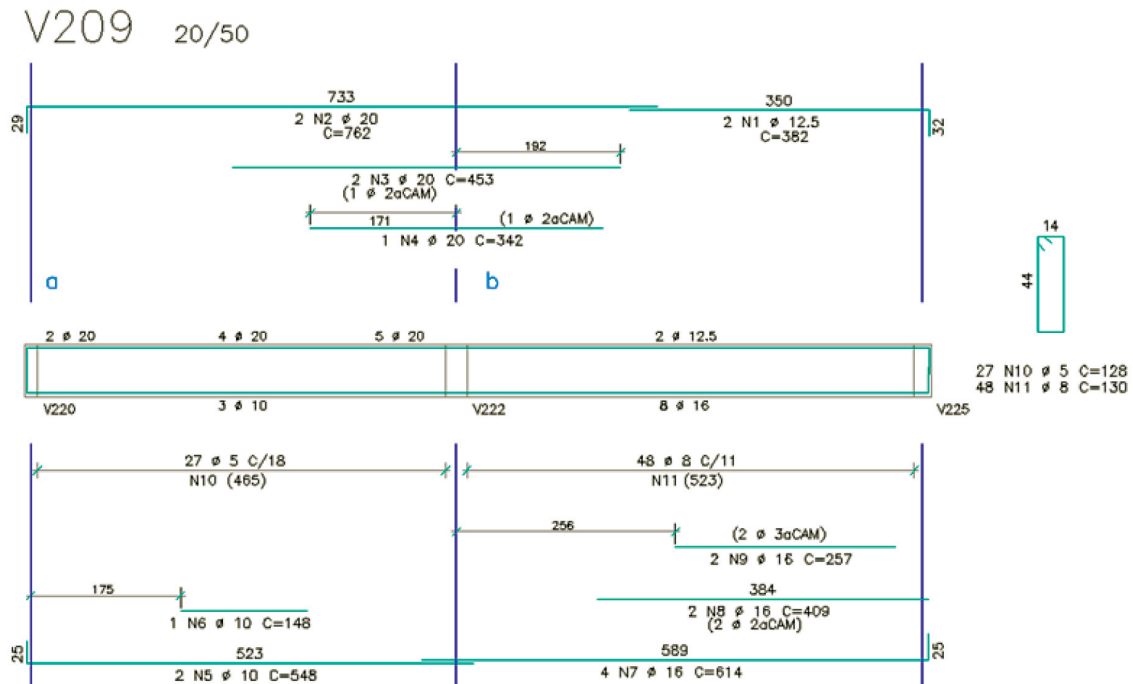 V209 20/50
733
350
29
2 N2 ø 20
C=762
2 N1 ø 12.5
C=382
32
192
2 N3 ø 20 C=453
(1 ø 2aCAM)
171
(1 ø 2aCAM)
1 N4 ø 20 C=342
14
44
a
b
2 ø 20
4 ø 20
5 ø 20
2 ø 12.5
27 N10 ø 5 C=128
48 N11 ø 8 C=130
V220
3 ø 10
V222
8 ø 16
V225
27 ø 5 C/18
N10 (465)
48 ø 8 C/11
N11 (523)
256
(2 ø 3aCAM)
2 N9 ø 16 C=257
175
384
1 N6 ø 10 C=148
2 N8 ø 16 C=409
(2 ø 2aCAM)
25
523
589
25
2 N5 ø 10 C=548
4 N7 ø 16 C=614